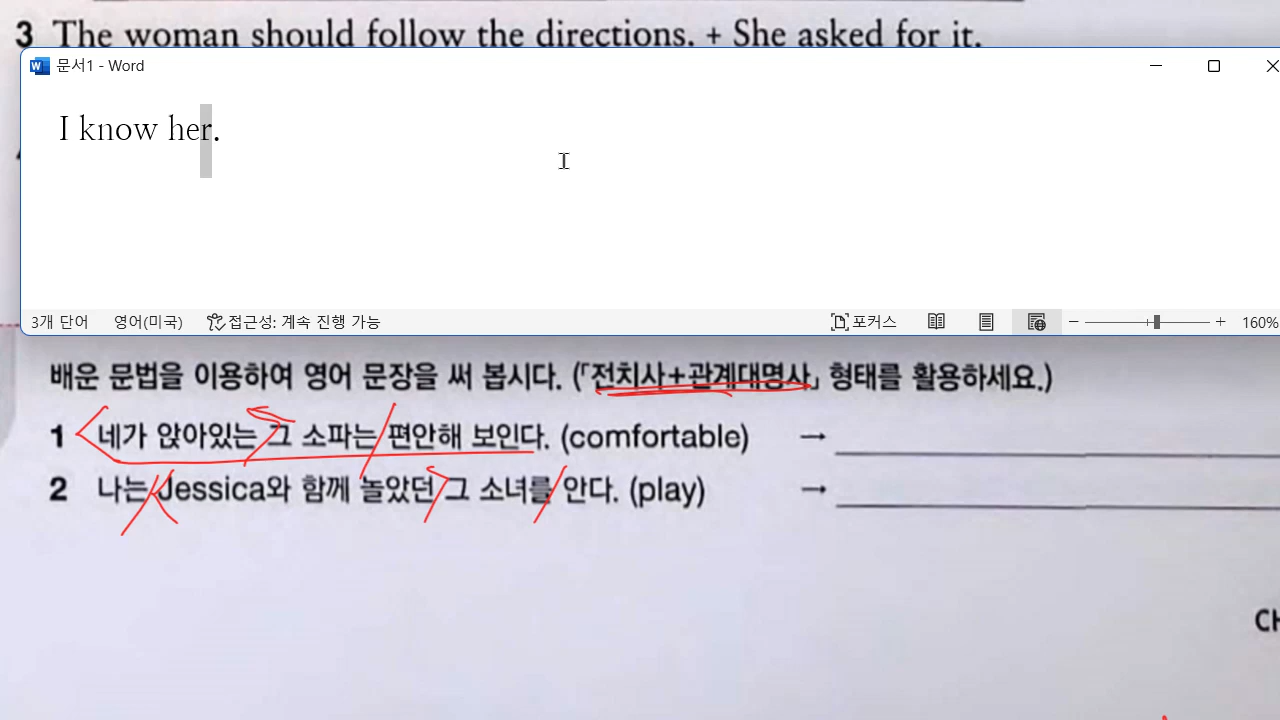 3 The woman should follow the directions. + She asked for it.
문서1 - Word
I know her.
3개 단어 영어(미국) 접근성: 계속 진행 가능 포커스 160%
배운 문법을 이용하여 영어 문장을 써 봅시다. (「전치사+관계대명사」 형태를 활용하세요.)
1 네가 앉아있는 그 소파는 편안해 보인다. (comfortable) →
2 나는 Jessica와 함께 놀았던 그 소녀를 안다. (play) →
CH